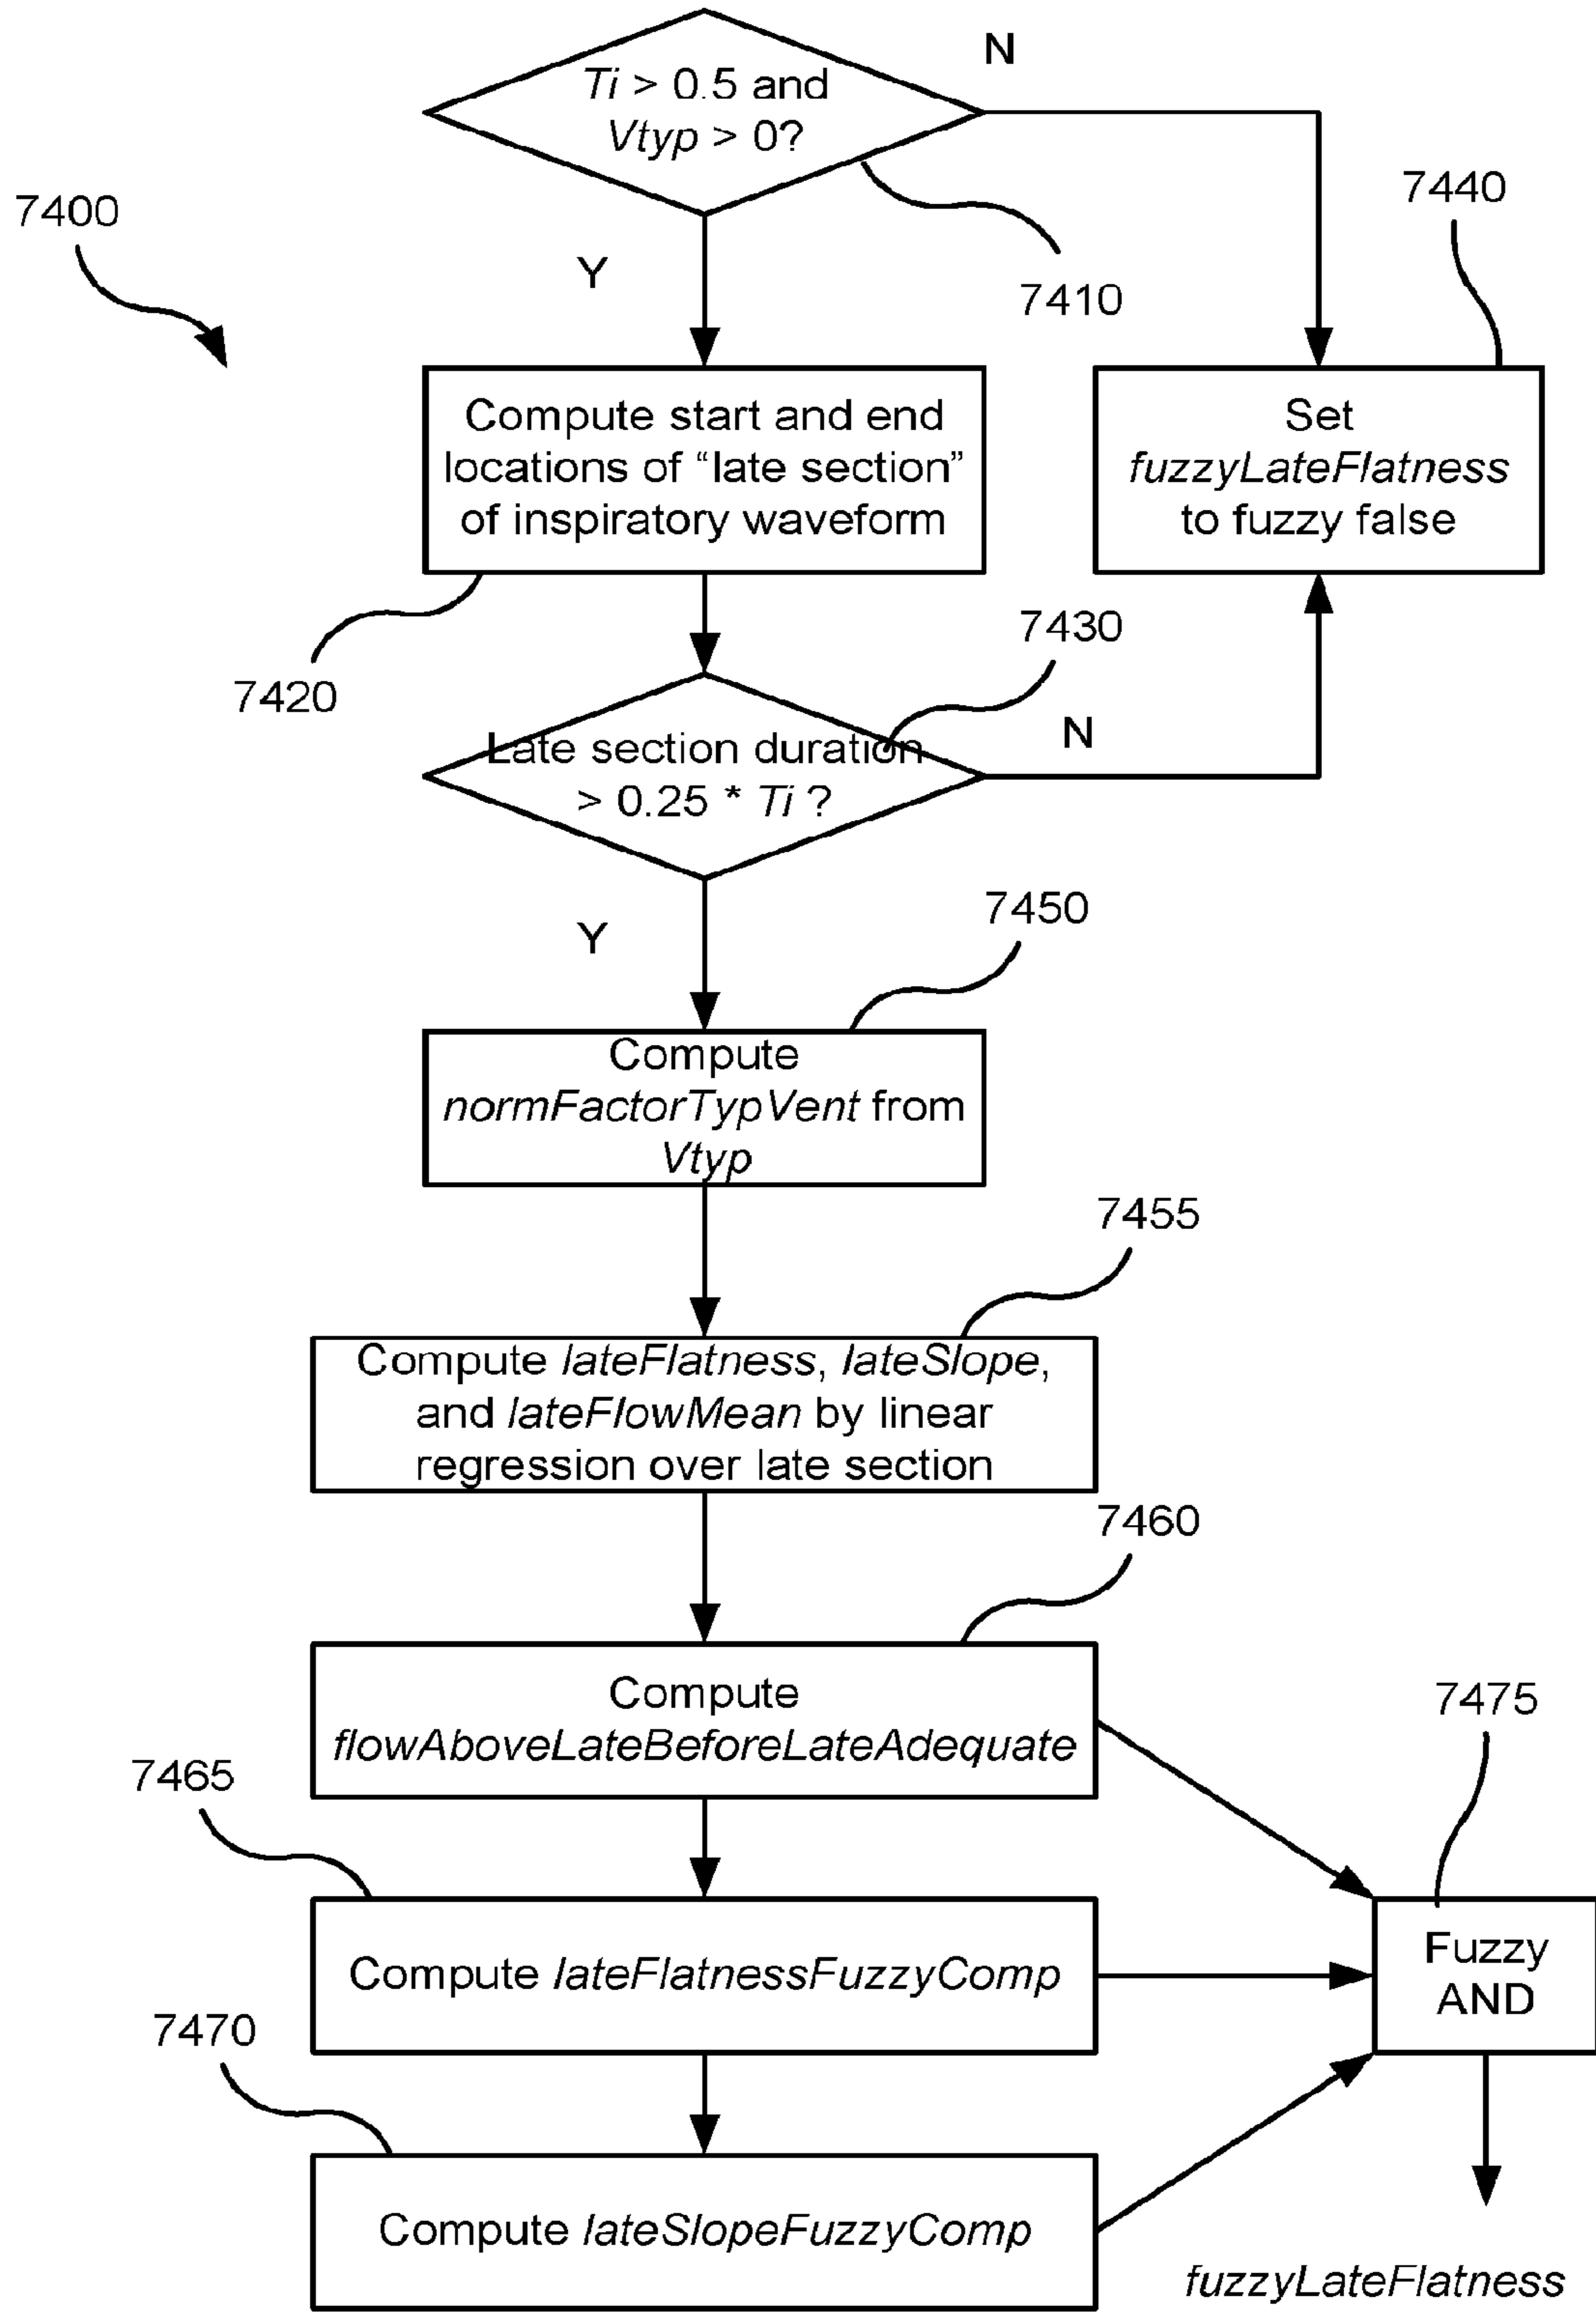 Ti > 0.5 and
Vtyp > 0?
N
7440
7400
Y
7410
Compute start and end
locations of “late section”
of inspiratory waveform
Set
fuzzyLateFlatness
to fuzzy false
7430
7420
Late section duration
> 0.25 * Ti ?
N
7450
Y
Compute
normFactorTypVent from
Vtyp
7455
Compute lateFlatness, lateSlope,
and lateFlowMean by linear
regression over late section
7460
Compute
flowAboveLateBeforeLateAdequate
7475
7465
Compute lateFlatnessFuzzyComp
Fuzzy
AND
7470
Compute lateSlopeFuzzyComp
fuzzyLateFlatness